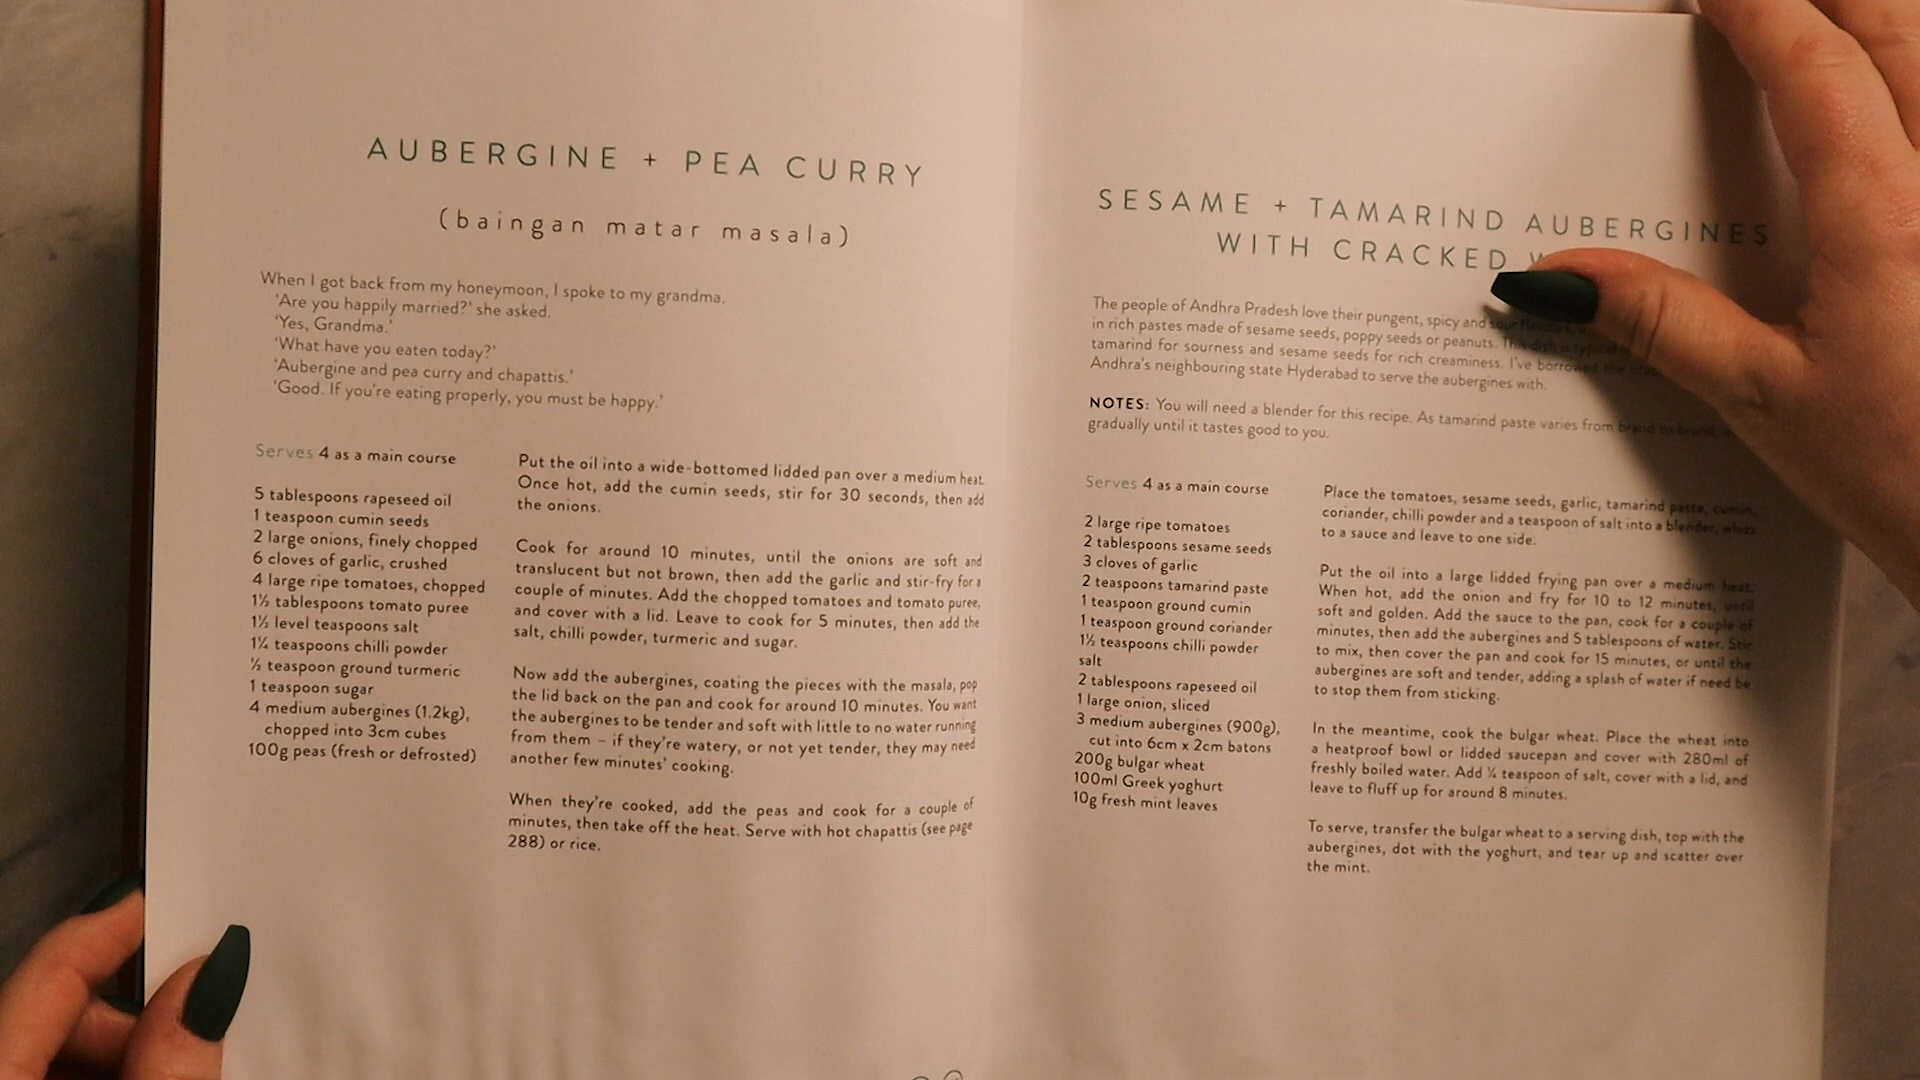 AUBERGINE + PEA CURRY
(baingan matar masala)
When I got back from my honeymoon, I spoke to my grandma.
'Are you happily married?' she asked.
'Yes, Grandma.'
'What have you eaten today?'
'Aubergine and pea curry and chapattis.'
'Good. If you're eating properly, you must be happy.'
Serves 4 as a main course
5 tablespoons rapeseed oil
1 teaspoon cumin seeds
2 large onions, finely chopped
6 cloves of garlic, crushed
4 large ripe tomatoes, chopped
1½ tablespoons tomato puree
1½ level teaspoons salt
1¼ teaspoons chilli powder
½ teaspoon ground turmeric
1 teaspoon sugar
4 medium aubergines (1.2kg),
chopped into 3cm cubes
100g peas (fresh or defrosted)
Put the oil into a wide-bottomed lidded pan over a medium heat.
Once hot, add the cumin seeds, stir for 30 seconds, then add
the onions.
Cook for around 10 minutes, until the onions are soft and
translucent but not brown, then add the garlic and stir-fry for a
couple of minutes. Add the chopped tomatoes and tomato puree,
and cover with a lid. Leave to cook for 5 minutes, then add the
salt, chilli powder, turmeric and sugar.
Now add the aubergines, coating the pieces with the masala, pop
the lid back on the pan and cook for around 10 minutes. You want
the aubergines to be tender and soft with little to no water running
from them – if they're watery, or not yet tender, they may need
another few minutes' cooking.
When they're cooked, add the peas and cook for a couple of
minutes, then take off the heat. Serve with hot chapattis (see page
288) or rice.
SESAME + TAMARIND AUBERGINES
WITH CRACKED
The people of Andhra Pradesh love their pungent, spicy and sour flavours,
in rich pastes made of sesame seeds, poppy seeds or peanuts. This dish is
tamarind for sourness and sesame seeds for rich creaminess. I've borrowed the
Andhra's neighbouring state Hyderabad to serve the aubergines with.
NOTES: You will need a blender for this recipe. As tamarind paste varies from brand to brand,
gradually until it tastes good to you.
Serves 4 as a main course
2 large ripe tomatoes
2 tablespoons sesame seeds
3 cloves of garlic
2 teaspoons tamarind paste
1 teaspoon ground cumin
1 teaspoon ground coriander
1½ teaspoons chilli powder
salt
2 tablespoons rapeseed oil
1 large onion, sliced
3 medium aubergines (900g),
cut into 6cm x 2cm batons
200g bulgar wheat
100ml Greek yoghurt
10g fresh mint leaves
Place the tomatoes, sesame seeds, garlic, tamarind paste, cumin,
coriander, chilli powder and a teaspoon of salt into a blender, whizz
to a sauce and leave to one side.
Put the oil into a large lidded frying pan over a medium heat.
When hot, add the onion and fry for 10 to 12 minutes, until
soft and golden. Add the sauce to the pan, cook for a couple of
minutes, then add the aubergines and 5 tablespoons of water. Stir
to mix, then cover the pan and cook for 15 minutes, or until the
aubergines are soft and tender, adding a splash of water if need be
to stop them from sticking.
In the meantime, cook the bulgar wheat. Place the wheat into
a heatproof bowl or lidded saucepan and cover with 280ml of
freshly boiled water. Add ¼ teaspoon of salt, cover with a lid, and
leave to fluff up for around 8 minutes.
To serve, transfer the bulgar wheat to a serving dish, top with the
aubergines, dot with the yoghurt, and tear up and scatter over
the mint.